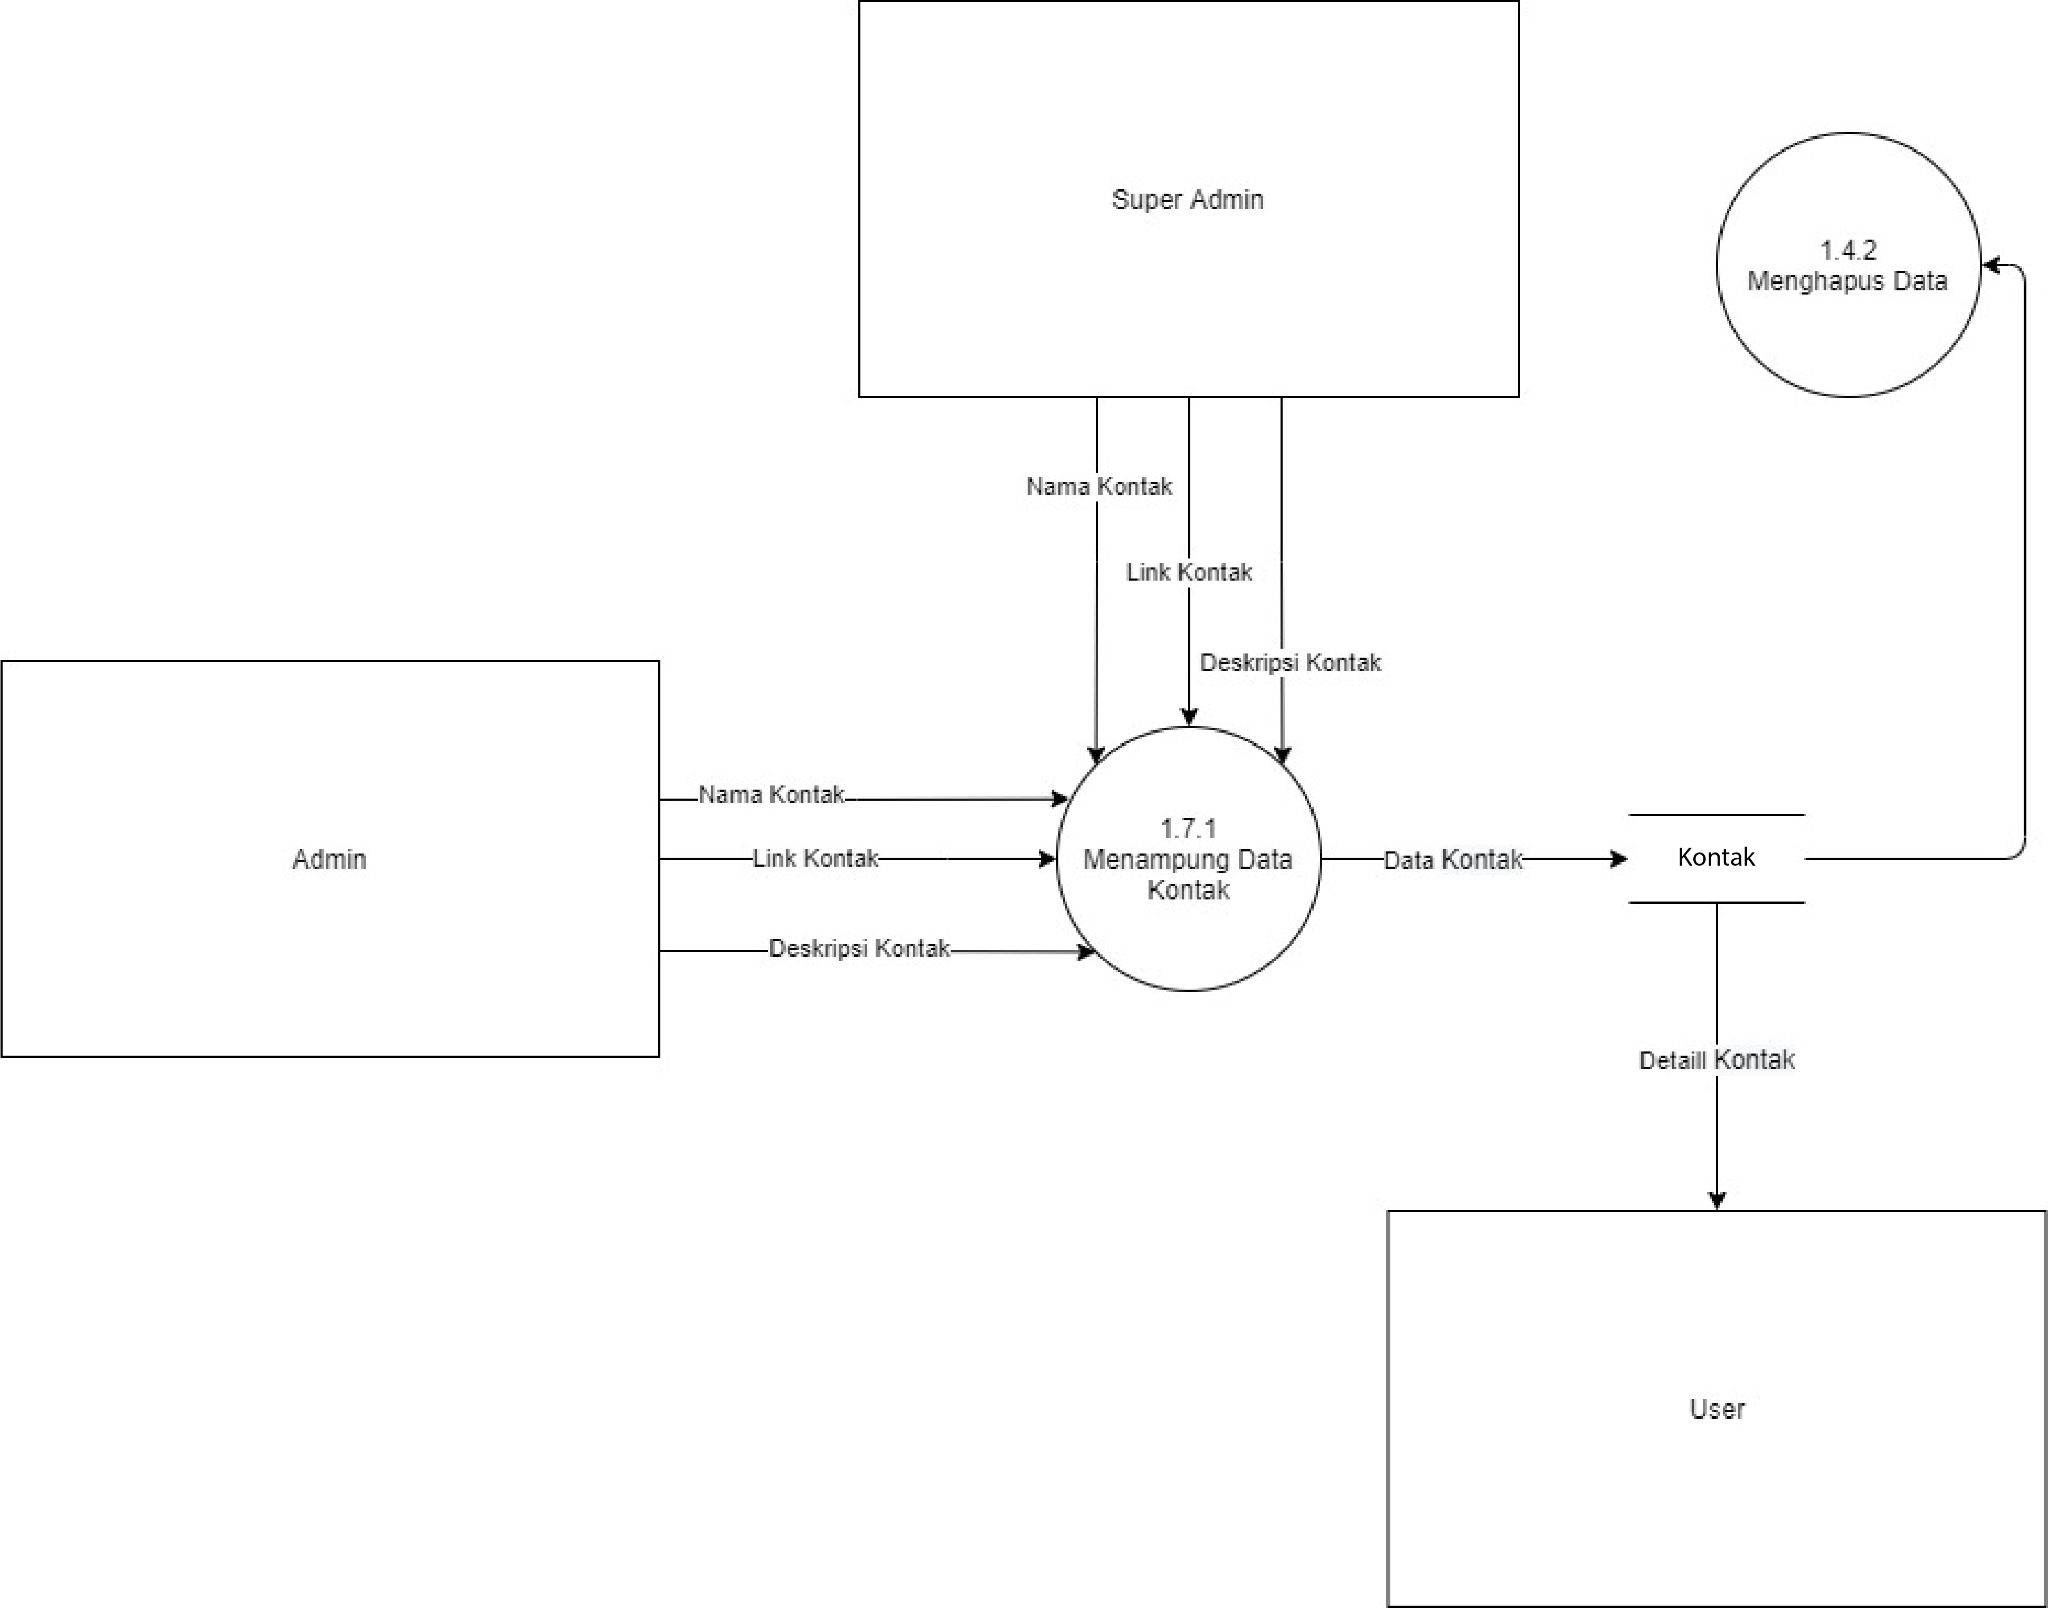 Super Admin
1.4.2
Menghapus Data
Nama Kontak
Link Kontak
Deskripsi Kontak
Admin
Nama Kontak
Link Kontak
Deskripsi Kontak
1.7.1
Menampung Data
Kontak
Data Kontak
Kontak
Detaill Kontak
User